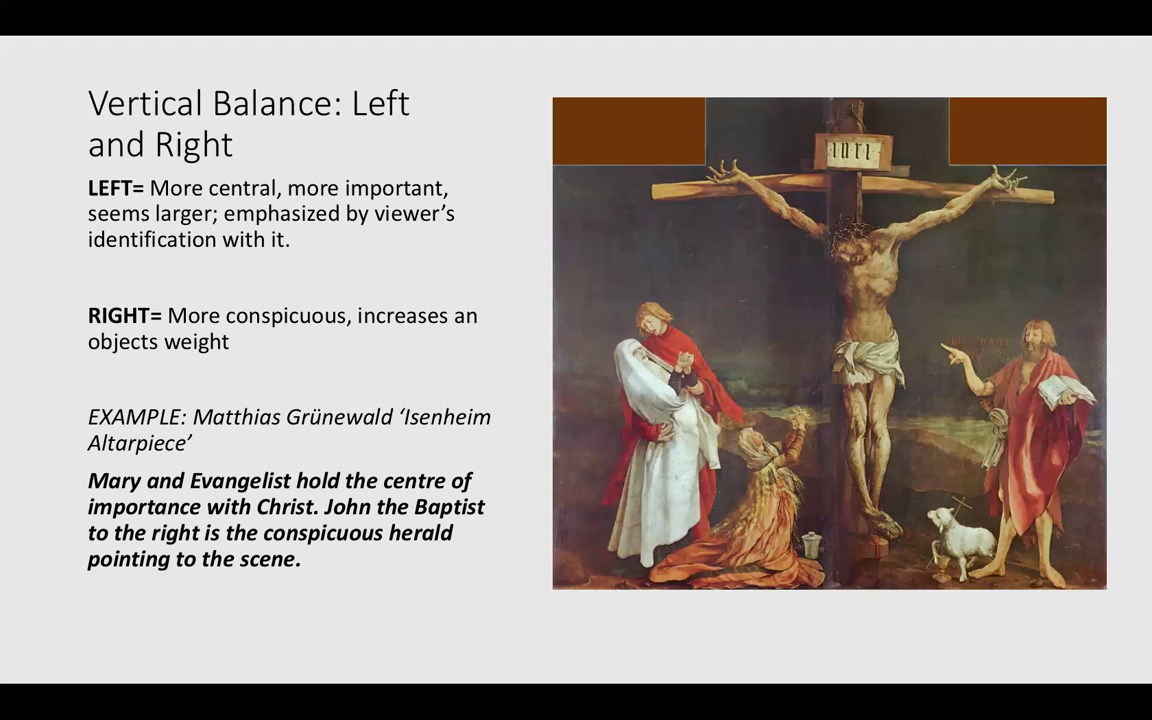 Vertical Balance: Left
and Right
LEFT= More central, more important,
seems larger; emphasized by viewer's
identification with it.
RIGHT= More conspicuous, increases an
objects weight
EXAMPLE: Matthias Grünewald ‘Isenheim
Altarpiece’
Mary and Evangelist hold the centre of
importance with Christ. John the Baptist
to the right is the conspicuous herald
pointing to the scene.
INRI